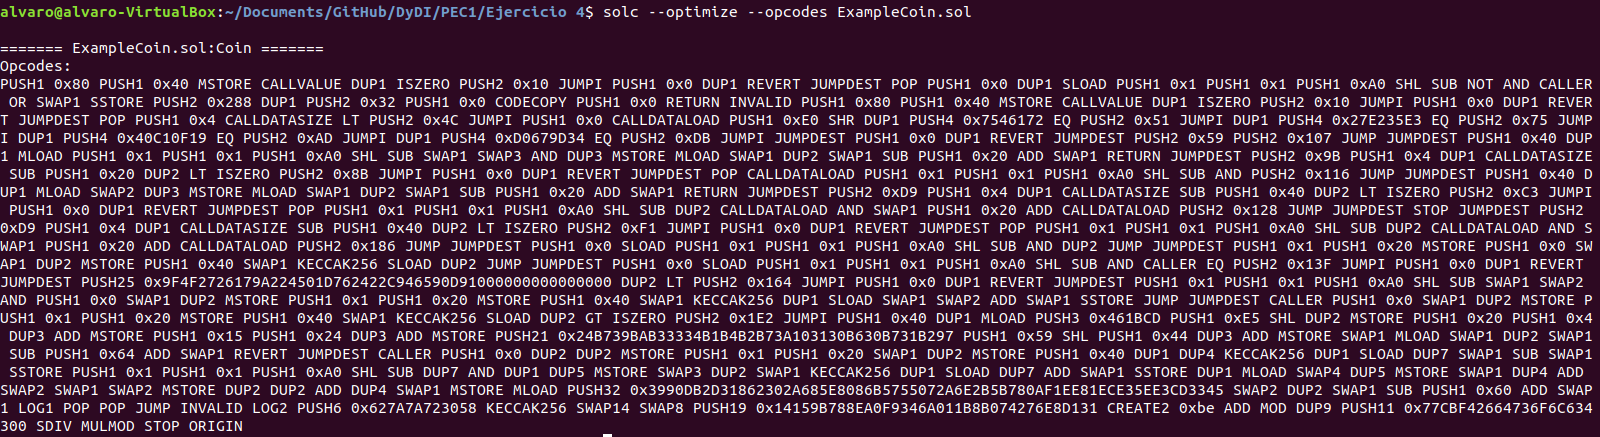 alvaro@alvaro-VirtualBox:~/Documents/GitHub/DyDI/PEC1/Ejercicio 4$ solc --optimize --opcodes ExampleCoin.sol
======= ExampleCoin.sol:Coin =======
Opcodes:
PUSH1 0x80 PUSH1 0x40 MSTORE CALLVALUE DUP1 ISZERO PUSH2 0x10 JUMPI PUSH1 0x0 DUP1 REVERT JUMPDEST POP PUSH1 0x0 DUP1 SLOAD PUSH1 0x1 PUSH1 0x1 PUSH1 0xA0 SHL SUB NOT AND CALLER
OR SWAP1 SSTORE PUSH2 0x288 DUP1 PUSH2 0x32 PUSH1 0x0 CODECOPY PUSH1 0x0 RETURN INVALID PUSH1 0x80 PUSH1 0x40 MSTORE CALLVALUE DUP1 ISZERO PUSH2 0x10 JUMPI PUSH1 0x0 DUP1 REVER
T JUMPDEST POP PUSH1 0x4 CALLDATASIZE LT PUSH2 0x4C JUMPI PUSH1 0x0 CALLDATALOAD PUSH1 0xE0 SHR DUP1 PUSH4 0x7546172 EQ PUSH2 0x51 JUMPI DUP1 PUSH4 0x27E235E3 EQ PUSH2 0x75 JUMP
I DUP1 PUSH4 0x40C10F19 EQ PUSH2 0xAD JUMPI DUP1 PUSH4 0xD0679D34 EQ PUSH2 0xDB JUMPI JUMPDEST PUSH1 0x0 DUP1 REVERT JUMPDEST PUSH2 0x59 PUSH2 0x107 JUMP JUMPDEST PUSH1 0x40 DUP
1 MLOAD PUSH1 0x1 PUSH1 0x1 PUSH1 0xA0 SHL SUB SWAP1 SWAP3 AND DUP3 MSTORE MLOAD SWAP1 DUP2 SWAP1 SUB PUSH1 0x20 ADD SWAP1 RETURN JUMPDEST PUSH2 0x9B PUSH1 0x4 DUP1 CALLDATASIZE
SUB PUSH1 0x20 DUP2 LT ISZERO PUSH2 0x8B JUMPI PUSH1 0x0 DUP1 REVERT JUMPDEST POP CALLDATALOAD PUSH1 0x1 PUSH1 0x1 PUSH1 0xA0 SHL SUB AND PUSH2 0x116 JUMP JUMPDEST PUSH1 0x40 D
UP1 MLOAD SWAP2 DUP3 MSTORE MLOAD SWAP1 DUP2 SWAP1 SUB PUSH1 0x20 ADD SWAP1 RETURN JUMPDEST PUSH2 0xD9 PUSH1 0x4 DUP1 CALLDATASIZE SUB PUSH1 0x40 DUP2 LT ISZERO PUSH2 0xC3 JUMPI
PUSH1 0x0 DUP1 REVERT JUMPDEST POP PUSH1 0x1 PUSH1 0x1 PUSH1 0xA0 SHL SUB DUP2 CALLDATALOAD AND SWAP1 PUSH1 0x20 ADD CALLDATALOAD PUSH2 0x128 JUMP JUMPDEST STOP JUMPDEST PUSH2
0xD9 PUSH1 0x4 DUP1 CALLDATASIZE SUB PUSH1 0x40 DUP2 LT ISZERO PUSH2 0xF1 JUMPI PUSH1 0x0 DUP1 REVERT JUMPDEST POP PUSH1 0x1 PUSH1 0x1 PUSH1 0xA0 SHL SUB DUP2 CALLDATALOAD AND S
WAP1 PUSH1 0x20 ADD CALLDATALOAD PUSH2 0x186 JUMP JUMPDEST PUSH1 0x0 SLOAD PUSH1 0x1 PUSH1 0x1 PUSH1 0xA0 SHL SUB AND DUP2 JUMP JUMPDEST PUSH1 0x1 PUSH1 0x20 MSTORE PUSH1 0x0 SW
AP1 DUP2 MSTORE PUSH1 0x40 SWAP1 KECCAK256 SLOAD DUP2 JUMP JUMPDEST PUSH1 0x0 SLOAD PUSH1 0x1 PUSH1 0x1 PUSH1 0xA0 SHL SUB AND CALLER EQ PUSH2 0x13F JUMPI PUSH1 0x0 DUP1 REVERT
JUMPDEST PUSH25 0x9F4F2726179A224501D762422C946590D91000000000000000 DUP2 LT PUSH2 0x164 JUMPI PUSH1 0x0 DUP1 REVERT JUMPDEST PUSH1 0x1 PUSH1 0x1 PUSH1 0xA0 SHL SUB SWAP1 SWAP2
AND PUSH1 0x0 SWAP1 DUP2 MSTORE PUSH1 0x1 PUSH1 0x20 MSTORE PUSH1 0x40 SWAP1 KECCAK256 DUP1 SLOAD SWAP1 SWAP2 ADD SWAP1 SSTORE JUMP JUMPDEST CALLER PUSH1 0x0 SWAP1 DUP2 MSTORE P
USH1 0x1 PUSH1 0x20 MSTORE PUSH1 0x40 SWAP1 KECCAK256 SLOAD DUP2 GT ISZERO PUSH2 0x1E2 JUMPI PUSH1 0x40 DUP1 MLOAD PUSH3 0x461BCD PUSH1 0xE5 SHL DUP2 MSTORE PUSH1 0x20 PUSH1 0x4
DUP3 ADD MSTORE PUSH1 0x15 PUSH1 0x24 DUP3 ADD MSTORE PUSH21 0x24B739BAB33334B1B4B2B73A103130B630B731B297 PUSH1 0x59 SHL PUSH1 0x44 DUP3 ADD MSTORE SWAP1 MLOAD SWAP1 DUP2 SWAP1
SUB PUSH1 0x64 ADD SWAP1 REVERT JUMPDEST CALLER PUSH1 0x0 DUP2 DUP2 MSTORE PUSH1 0x1 PUSH1 0x20 SWAP1 DUP2 MSTORE PUSH1 0x40 DUP1 DUP4 KECCAK256 DUP1 SLOAD DUP7 SWAP1 SUB SWAP1
SSTORE PUSH1 0x1 PUSH1 0x1 PUSH1 0xA0 SHL SUB DUP7 AND DUP1 DUP5 MSTORE SWAP3 DUP2 SWAP1 KECCAK256 DUP1 SLOAD DUP7 ADD SWAP1 SSTORE DUP1 MLOAD SWAP4 DUP5 MSTORE SWAP1 DUP4 ADD
SWAP2 SWAP1 SWAP2 MSTORE DUP2 DUP2 ADD DUP4 SWAP1 MSTORE MLOAD PUSH32 0x3990DB2D31862302A685E8086B5755072A6E2B5B780AF1EE81ECE35EE3CD3345 SWAP2 DUP2 SWAP1 SUB PUSH1 0x60 ADD SWAP
1 LOG1 POP POP JUMP INVALID LOG2 PUSH6 0x627A7A723058 KECCAK256 SWAP14 SWAP8 PUSH19 0x14159B788EA0F9346A011B8B074276E8D131 CREATE2 0xbe ADD MOD DUP9 PUSH11 0x77CBF42664736F6C634
300 SDIV MULMOD STOP ORIGIN